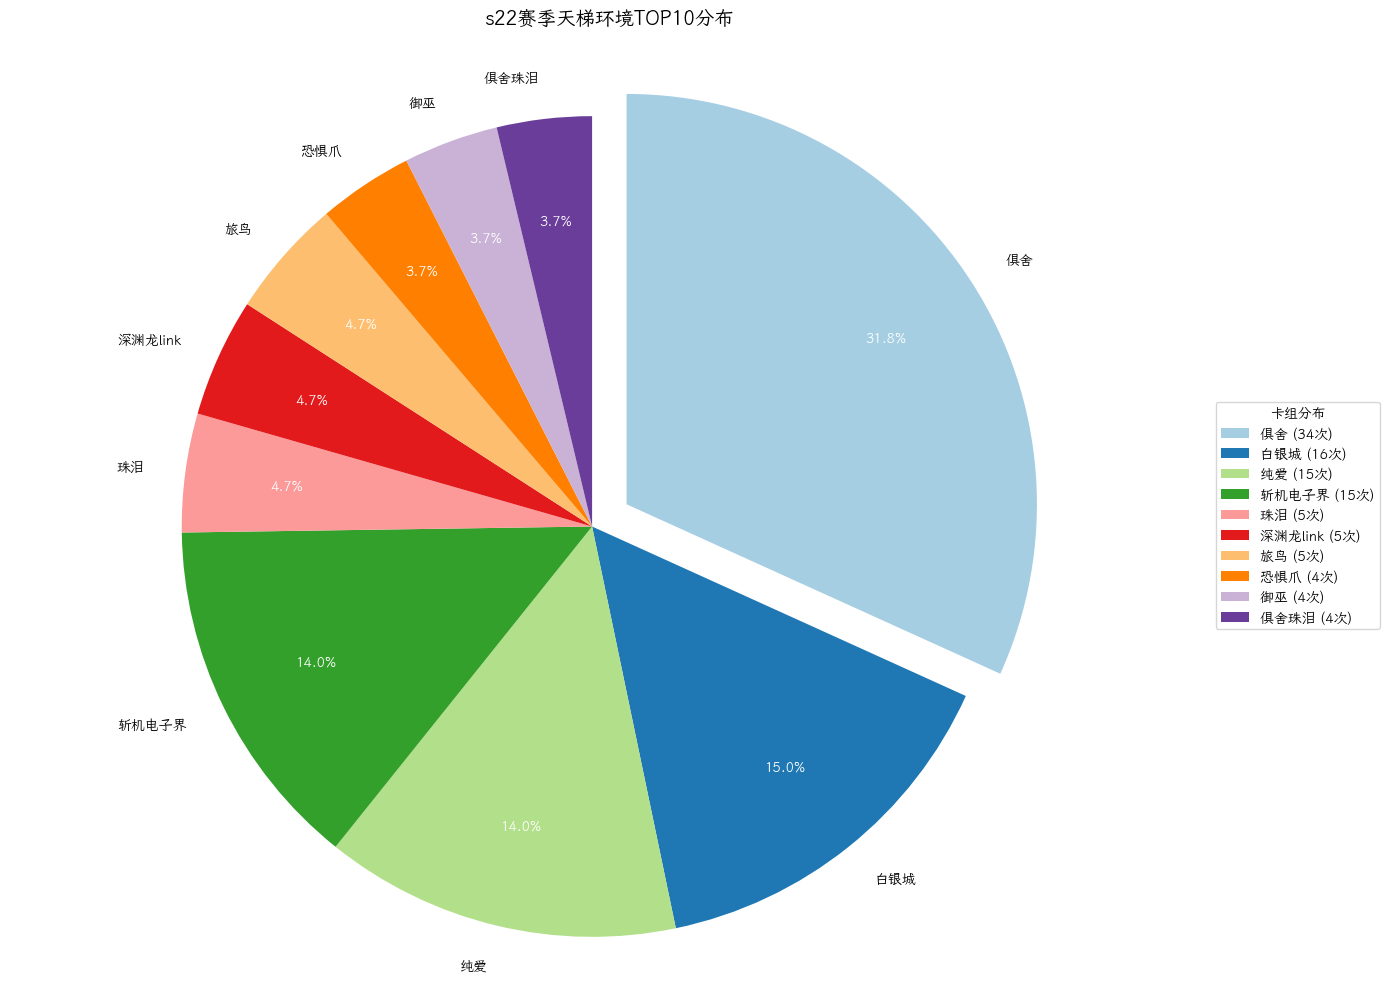 s22赛季天梯环境TOP10分布
俱舍珠泪
御巫
恐惧爪
旅鸟
深渊龙link
珠泪
斩机电子界
纯爱
白银城
俱舍
3.7%
3.7%
3.7%
4.7%
4.7%
4.7%
14.0%
14.0%
15.0%
31.8%
卡组分布
俱舍 (34次)
白银城 (16次)
纯爱 (15次)
斩机电子界 (15次)
珠泪 (5次)
深渊龙link (5次)
旅鸟 (5次)
恐惧爪 (4次)
御巫 (4次)
俱舍珠泪 (4次)